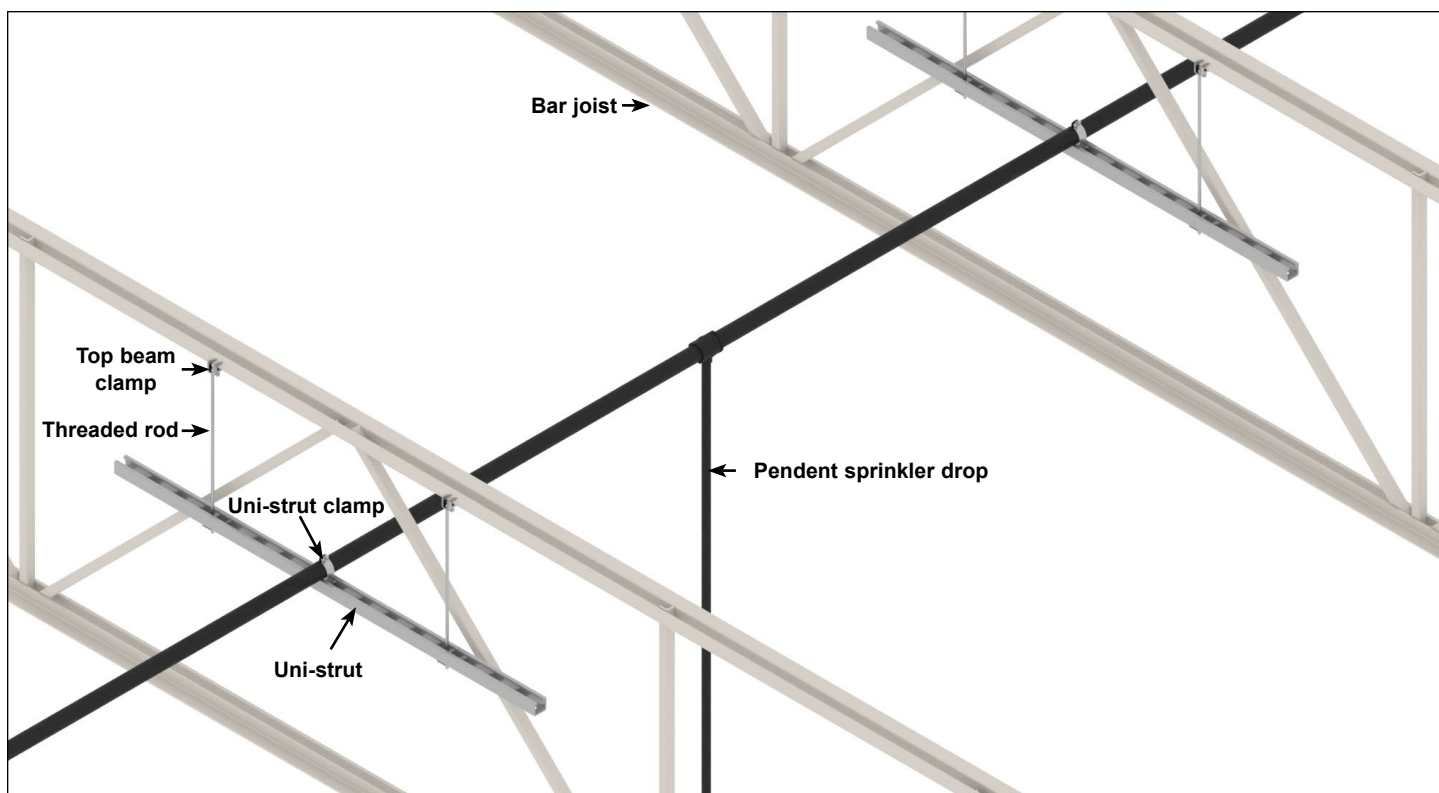 Bar joist
Top beam
clamp
Threaded rod
Pendent sprinkler drop
Uni-strut clamp
Uni-strut